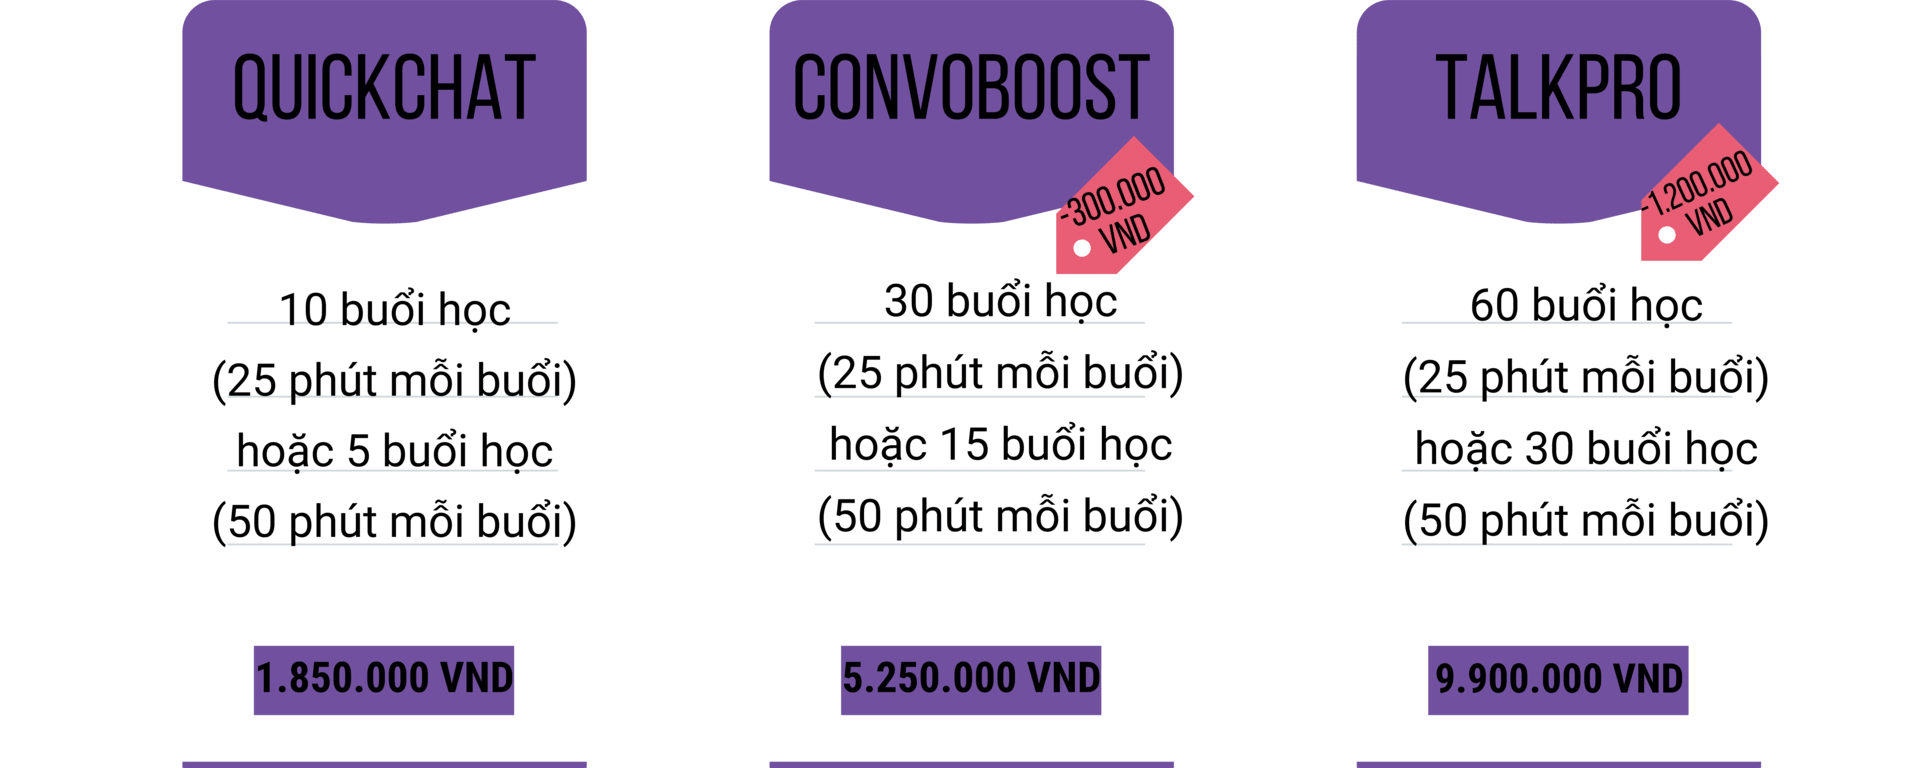 QUICKCHAT
10 buổi học
(25 phút mỗi buổi)
hoặc 5 buổi học
(50 phút mỗi buổi)
1.850.000 VND
CONVOBOOST
-300.000
VND
30 buổi học
(25 phút mỗi buổi)
hoặc 15 buổi học
(50 phút mỗi buổi)
5.250.000 VND
TALKPRO
-1.200.000
VND
60 buổi học
(25 phút mỗi buổi)
hoặc 30 buổi học
(50 phút mỗi buổi)
9.900.000 VND